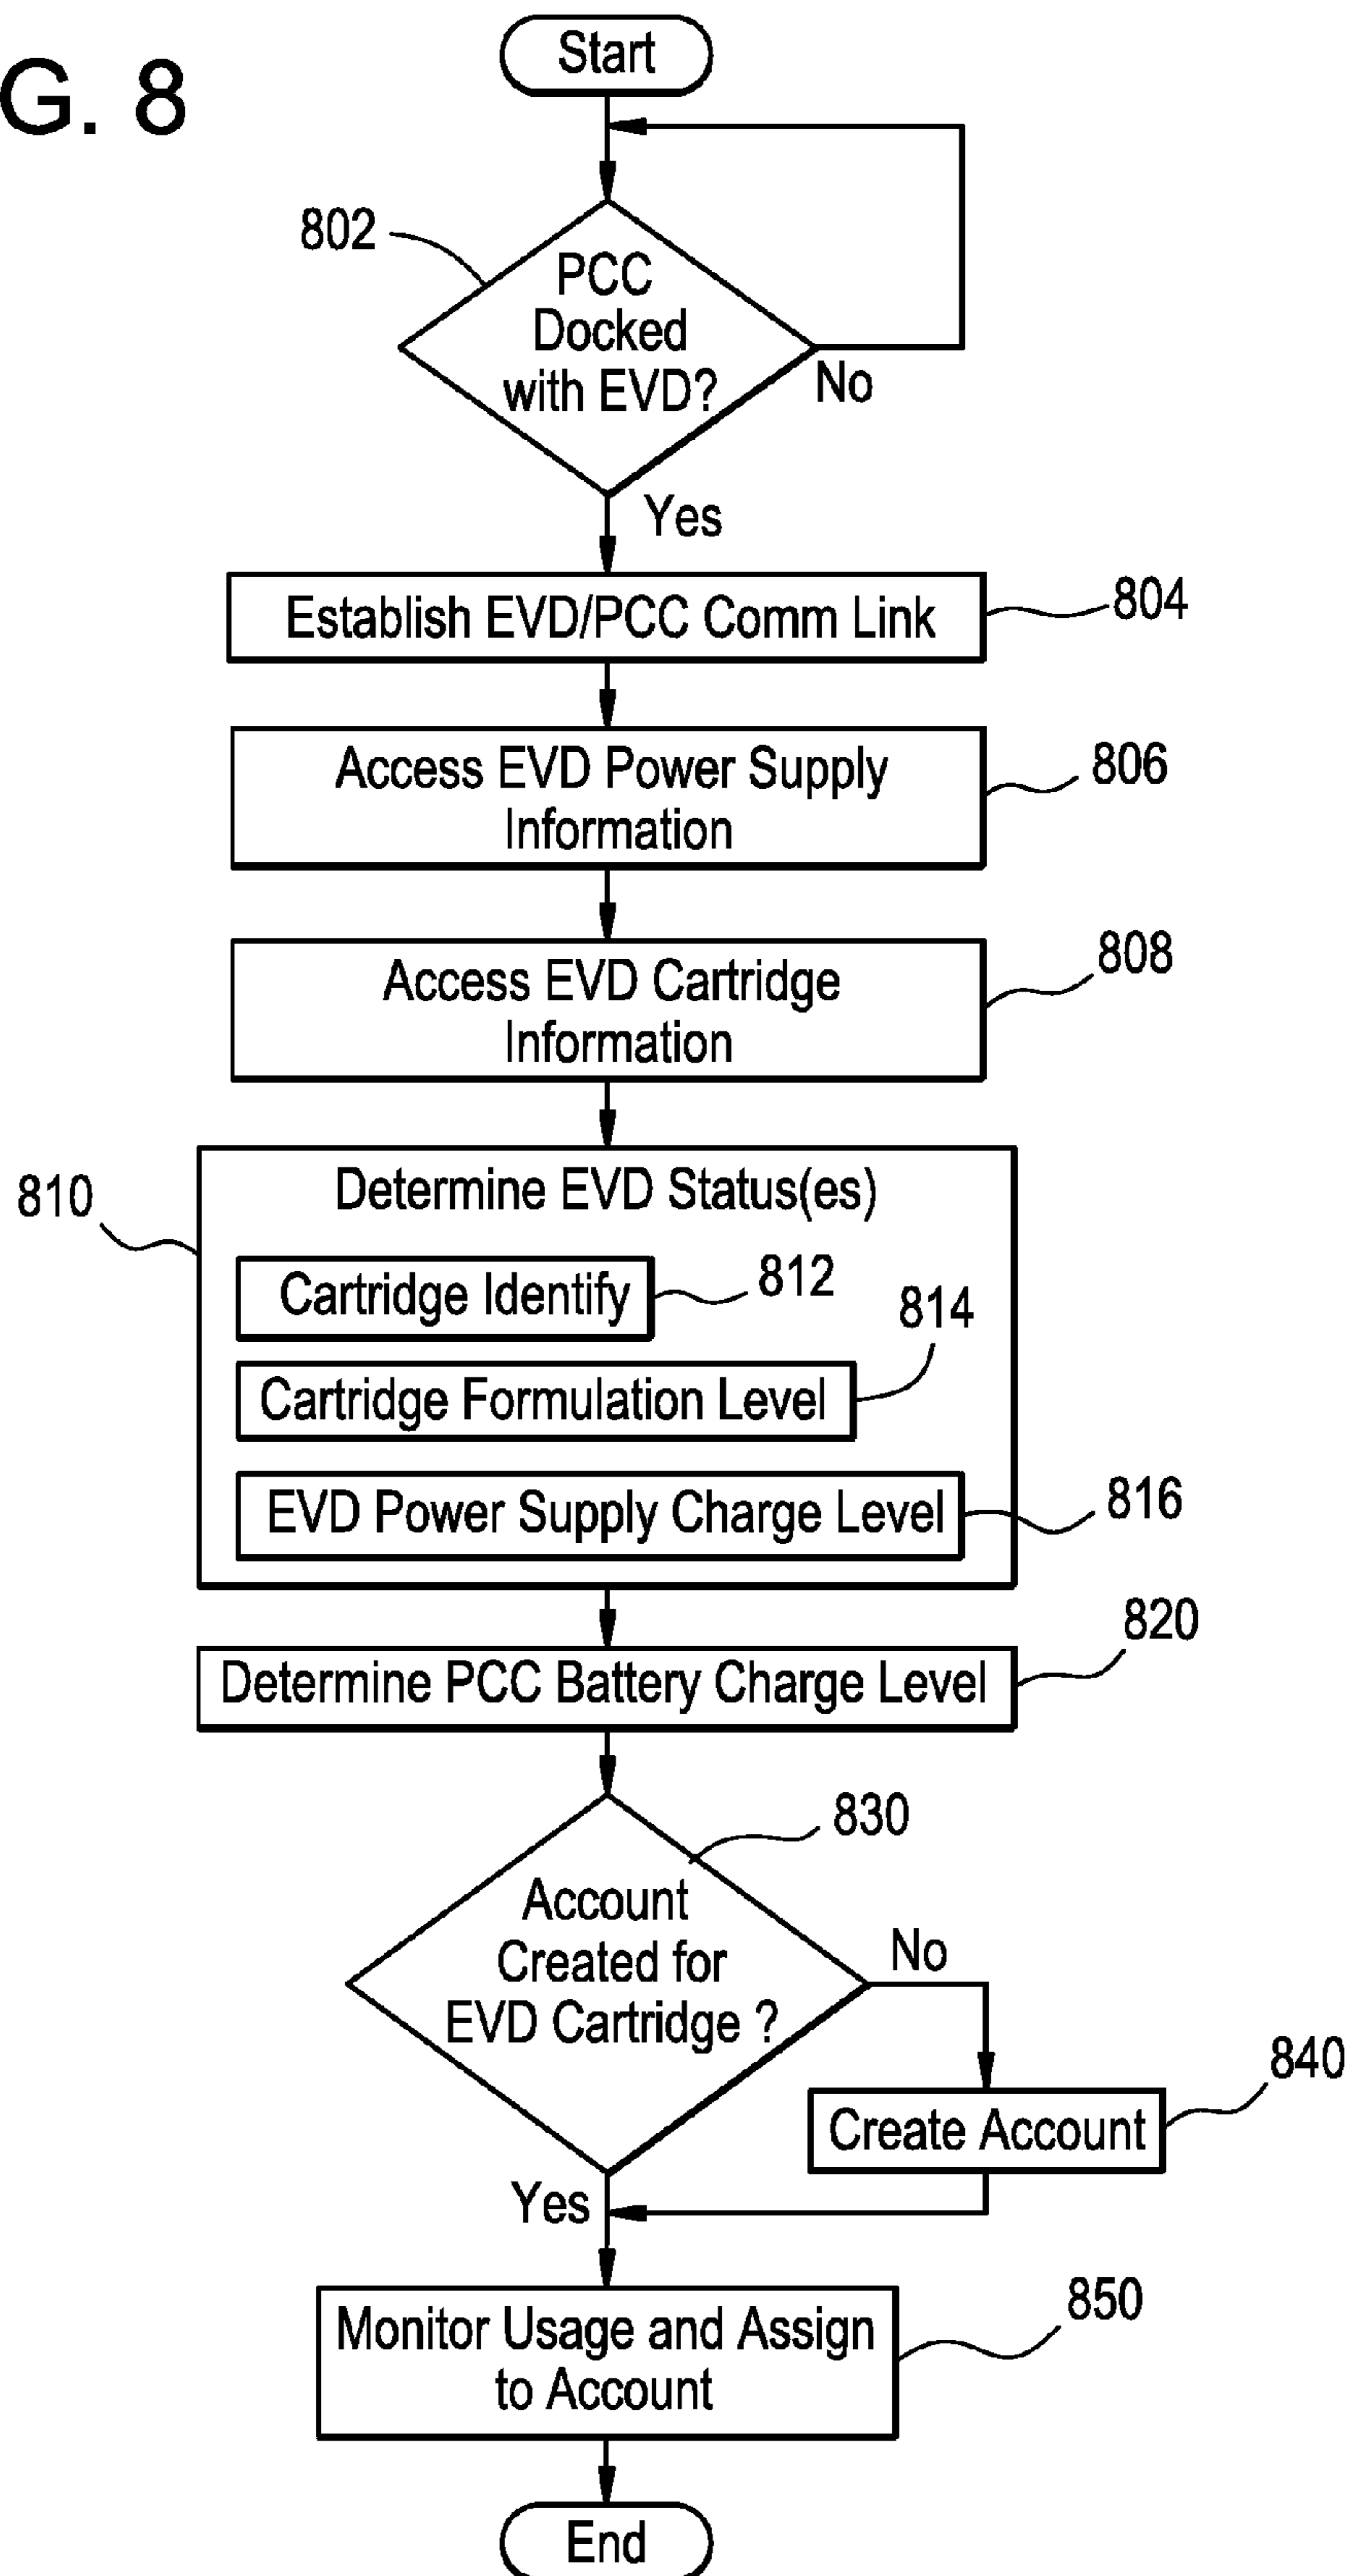 G. 8
Start
802
PCC
Docked
with EVD?
No
Yes
Establish EVD/PCC Comm Link
804
Access EVD Power Supply
Information
806
Access EVD Cartridge
Information
808
810
Determine EVD Status(es)
Cartridge Identify
812
814
Cartridge Formulation Level
EVD Power Supply Charge Level
816
820
Determine PCC Battery Charge Level
830
Account
Created for
EVD Cartridge ?
No
840
Create Account
Yes
Monitor Usage and Assign
to Account
850
End